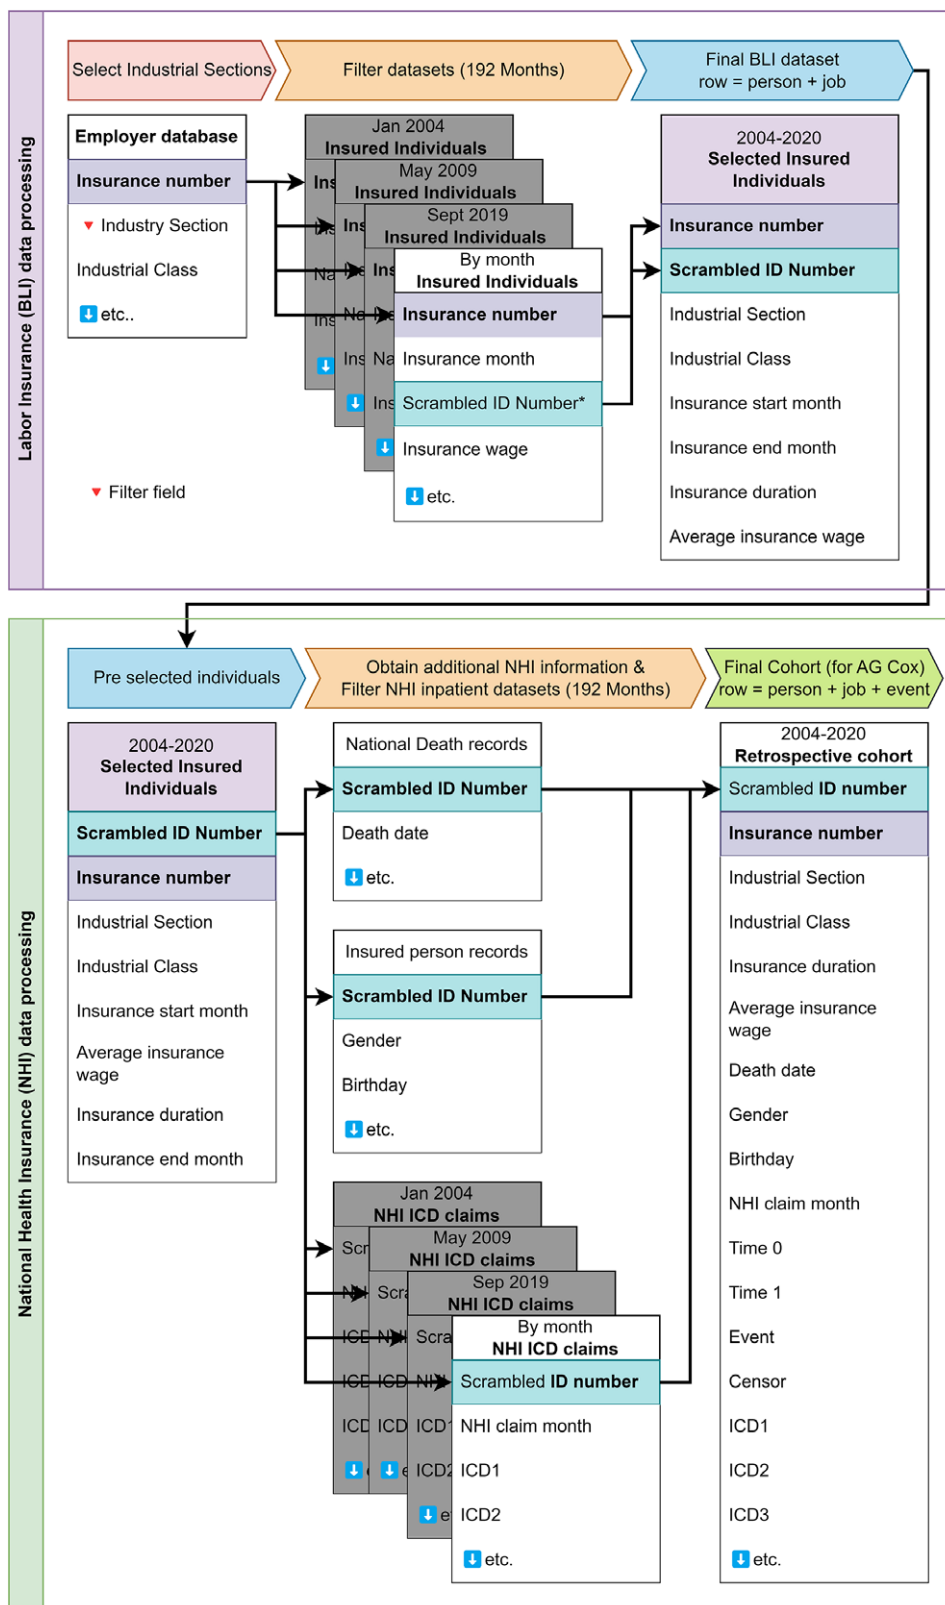 Labor Insurance (BLI) data processing
Select Industrial Sections
Filter datasets (192 Months)
Final BLI dataset
row = person + job
Employer database
Insurance number
Industry Section
Industrial Class
etc..
Filter field
Jan 2004
Insured Individuals
May 2009
Insured Individuals
Sept 2019
Insured Individuals
By month
Insured Individuals
Insurance number
Insurance month
Scrambled ID Number*
Insurance wage
etc.
2004-2020
Selected Insured
Individuals
Insurance number
Scrambled ID Number
Industrial Section
Industrial Class
Insurance start month
Insurance end month
Insurance duration
Average insurance wage
National Health Insurance (NHI) data processing
Pre selected individuals
Obtain additional NHI information &
Filter NHI inpatient datasets (192 Months)
Final Cohort (for AG Cox)
row = person + job + event
2004-2020
Selected Insured
Individuals
Scrambled ID Number
Insurance number
Industrial Section
Industrial Class
Insurance start month
Average insurance
wage
Insurance duration
Insurance end month
National Death records
Scrambled ID Number
Death date
etc.
Insured person records
Scrambled ID Number
Gender
Birthday
etc.
Jan 2004
NHI ICD claims
May 2009
NHI ICD claims
Sep 2019
NHI ICD claims
By month
NHI ICD claims
Scrambled ID number
NHI claim month
ICD1
ICD2
etc.
2004-2020
Retrospective cohort
Scrambled ID number
Insurance number
Industrial Section
Industrial Class
Insurance duration
Average insurance
wage
Death date
Gender
Birthday
NHI claim month
Time 0
Time 1
Event
Censor
ICD1
ICD2
ICD3
etc.